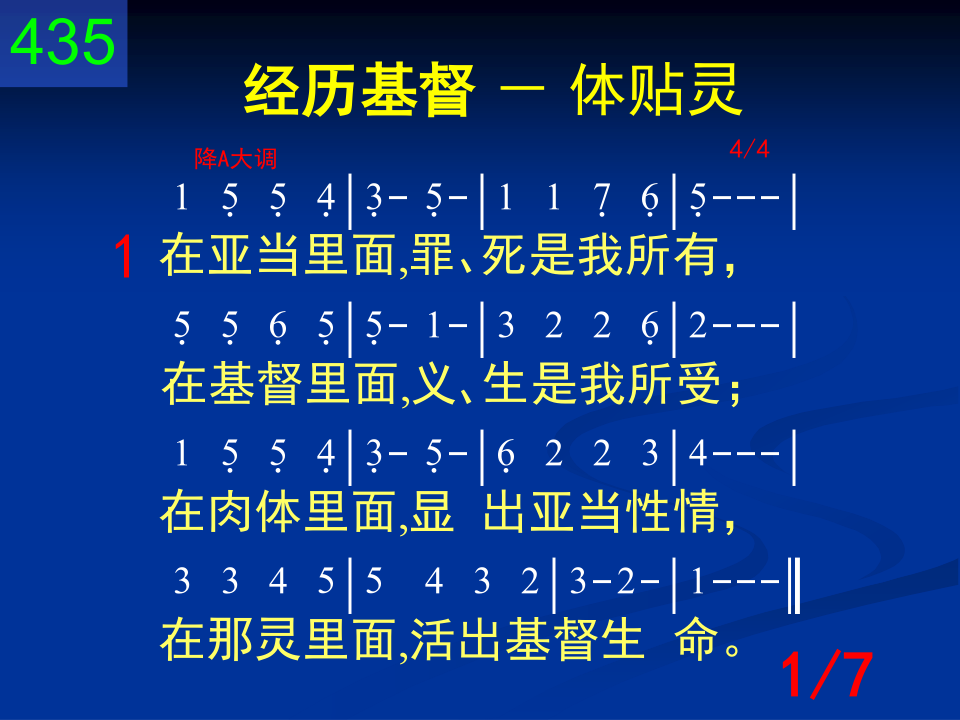 435
经历基督 － 体贴灵
降A大调 4/4
1 5̣ 5̣ 4̣ | 3̣ - 5̣ - | 1 1 7̣ 6̣ | 5̣ - - - |
1 在亚当里面,罪、死是我所有，
5̣ 5̣ 6̣ 5̣ | 5̣ - 1 - | 3 2 2 6̣ | 2 - - - |
在基督里面,义、生是我所受；
1 5̣ 5̣ 4̣ | 3̣ - 5̣ - | 6̣ 2 2 3 | 4 - - - |
在肉体里面,显 出亚当性情，
3 3 4 5 | 5 4 3 2 | 3 - 2 - | 1 - - - ‖
在那灵里面,活出基督生 命。
1/7